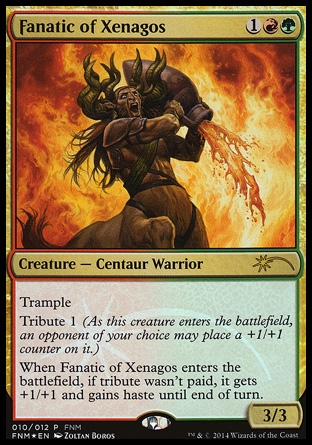 Fanatic of Xenagos 1
Creature — Centaur Warrior
Trample
Tribute 1 (As this creature enters the
battlefield,
an opponent of your choice may place a +1/+1
counter on it.)
When Fanatic of Xenagos enters the
battlefield, if tribute wasn't paid, it gets
+1/+1 and gains haste until end of turn.
3/3
010/012 P FNM
FNM★EN Zoltan Boros
™ & © 2014 Wizards of the Coast